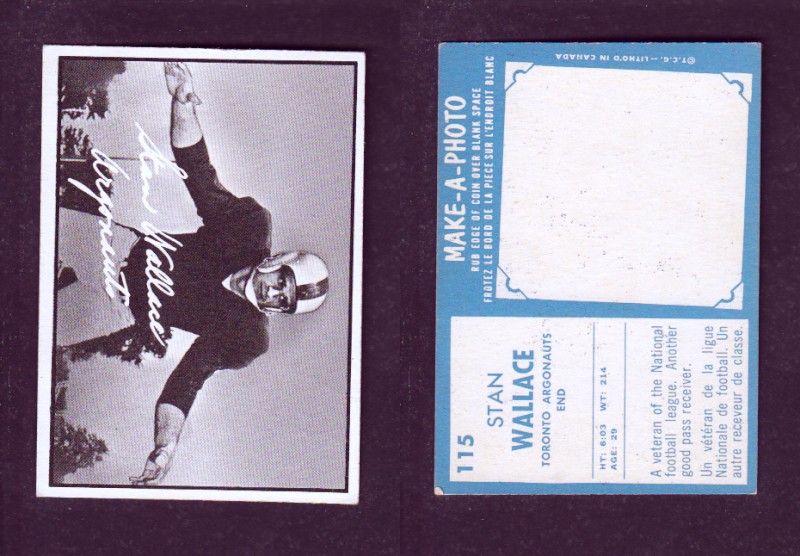 Stan Wallace
Argonauts
©T.C.G.—LITHO'D IN CANADA
MAKE-A-PHOTO
RUB EDGE OF COIN OVER BLANK SPACE
FROTEZ LE BORD DE LA PIECE SUR L'ENDROIT BLANC
115
STAN
WALLACE
TORONTO ARGONAUTS
END
HT: 6:03 WT: 214
AGE: 29
A veteran of the National
football league. Another
good pass receiver.
Un vétéran de la ligue
Nationale de football. Un
autre receveur de classe.